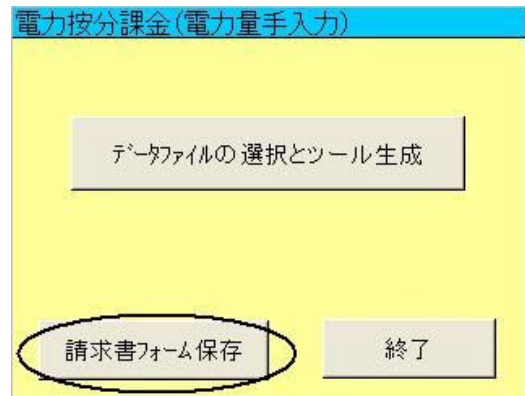 電力按分課金(電力量手入力)
ﾃﾞｰﾀﾌｧｲﾙの選択とツール生成
請求書ﾌｫｰﾑ保存
終了